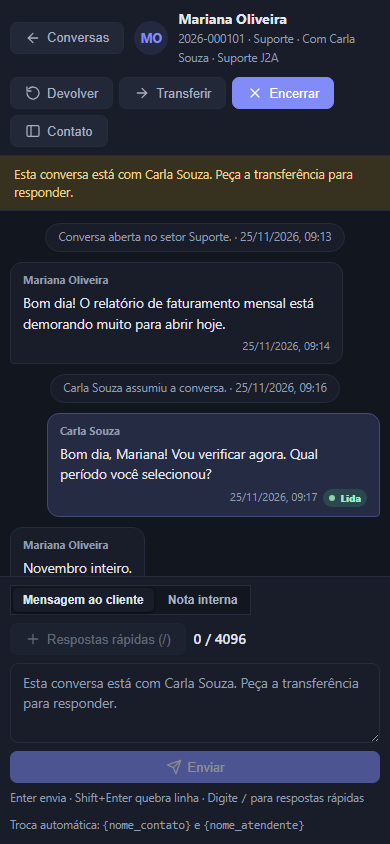 Conversas
MO
Mariana Oliveira
2026-000101 · Suporte · Com Carla
Souza · Suporte J2A
Devolver
Transferir
Encerrar
Contato
Esta conversa está com Carla Souza. Peça a transferência para
responder.
Conversa aberta no setor Suporte. · 25/11/2026, 09:13
Mariana Oliveira
Bom dia! O relatório de faturamento mensal está
demorando muito para abrir hoje.
25/11/2026, 09:14
Carla Souza assumiu a conversa. · 25/11/2026, 09:16
Carla Souza
Bom dia, Mariana! Vou verificar agora. Qual
período você selecionou?
25/11/2026, 09:17 Lida
Mariana Oliveira
Novembro inteiro.
Mensagem ao cliente
Nota interna
Respostas rápidas (/)
0 / 4096
Esta conversa está com Carla Souza. Peça a transferência
para responder.
Enviar
Enter envia · Shift+Enter quebra linha · Digite / para respostas rápidas
Troca automática: {nome_contato} e {nome_atendente}